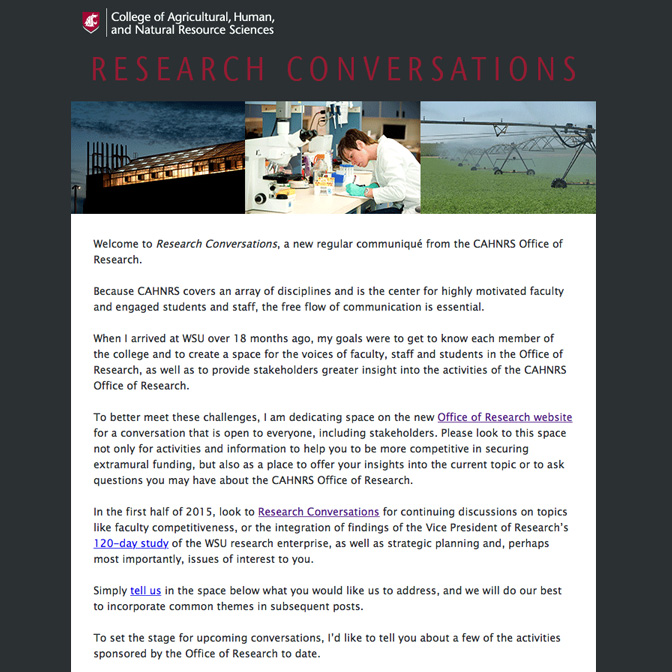 College of Agricultural, Human,
and Natural Resource Sciences
RESEARCH CONVERSATIONS
Welcome to Research Conversations, a new regular communiqué from the CAHNRS Office of
Research.
Because CAHNRS covers an array of disciplines and is the center for highly motivated faculty
and engaged students and staff, the free flow of communication is essential.
When I arrived at WSU over 18 months ago, my goals were to get to know each member of
the college and to create a space for the voices of faculty, staff and students in the Office of
Research, as well as to provide stakeholders greater insight into the activities of the CAHNRS
Office of Research.
To better meet these challenges, I am dedicating space on the new Office of Research website
for a conversation that is open to everyone, including stakeholders. Please look to this space
not only for activities and information to help you to be more competitive in securing
extramural funding, but also as a place to offer your insights into the current topic or to ask
questions you may have about the CAHNRS Office of Research.
In the first half of 2015, look to Research Conversations for continuing discussions on topics
like faculty competitiveness, or the integration of findings of the Vice President of Research's
120-day study of the WSU research enterprise, as well as strategic planning and, perhaps
most importantly, issues of interest to you.
Simply tell us in the space below what you would like us to address, and we will do our best
to incorporate common themes in subsequent posts.
To set the stage for upcoming conversations, I'd like to tell you about a few of the activities
sponsored by the Office of Research to date.